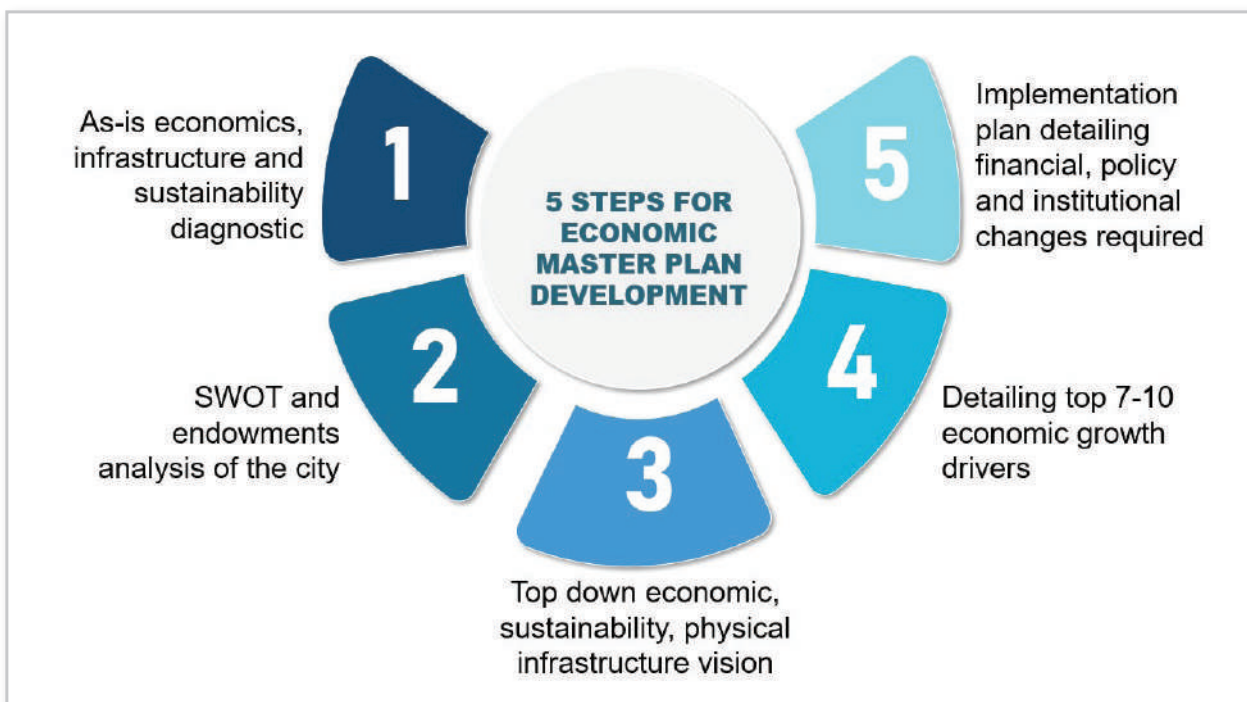 5 STEPS FOR
ECONOMIC
MASTER PLAN
DEVELOPMENT
1
As-is economics,
infrastructure and
sustainability
diagnostic
2
SWOT and
endowments
analysis of the city
3
Top down economic,
sustainability, physical
infrastructure vision
4
Detailing top 7-10
economic growth
drivers
5
Implementation
plan detailing
financial, policy
and institutional
changes required